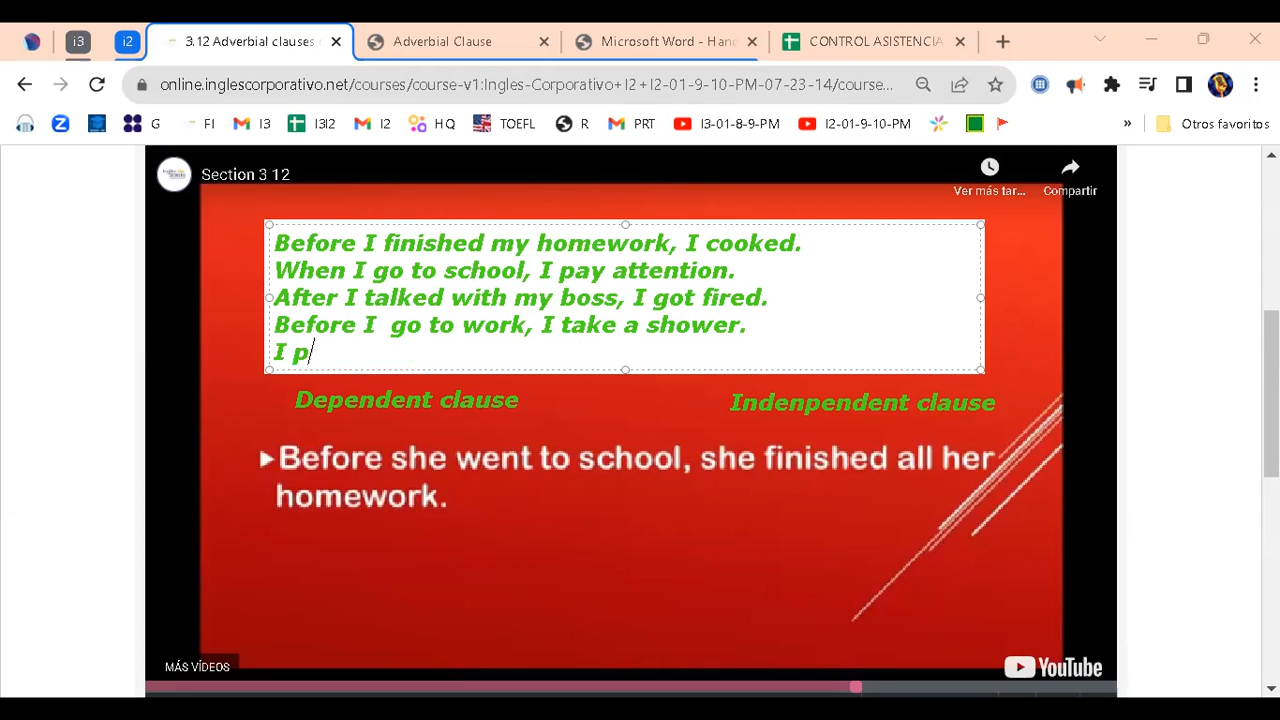 i3
i2
3.12 Adverbial clauses
Adverbial Clause
Microsoft Word - Hand
CONTROL ASISTENCIA
online.inglescorporativo.net/courses/course-v1:Ingles-Corporativo+I2+I2-01-9-10-PM-07-23-14/course...
G
FI
I3
I3I2
I2
HQ
TOEFL
R
PRT
I3-01-8-9-PM
I2-01-9-10-PM
»
Otros favoritos
Section 3 12
Ver más tar...
Compartir
Before I finished my homework, I cooked.
When I go to school, I pay attention.
After I talked with my boss, I got fired.
Before I  go to work, I take a shower.
I p
Dependent clause
Indenpendent clause
Before she went to school, she finished all her
homework.
MÁS VÍDEOS
YouTube